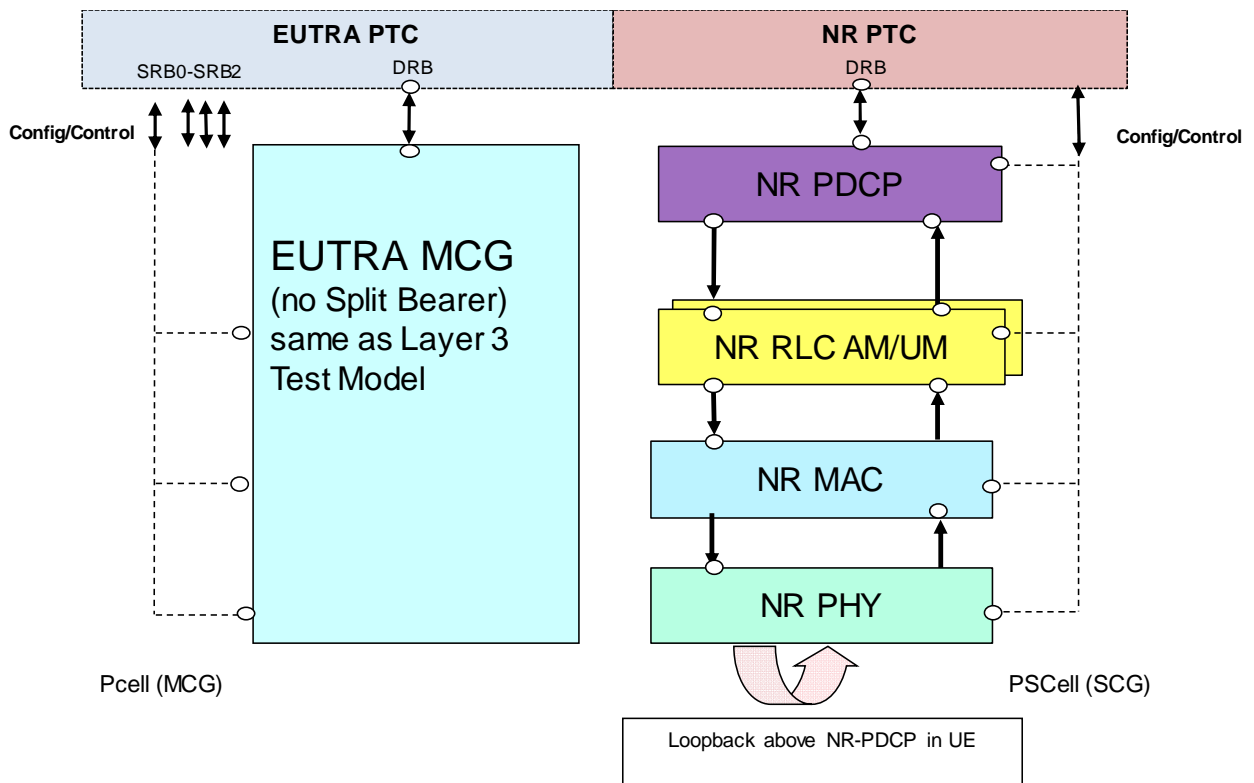 EUTRA PTC
NR PTC
SRB0-SRB2
DRB
DRB
Config/Control
Config/Control
NR PDCP
EUTRA MCG
(no Split Bearer)
same as Layer 3
Test Model
NR RLC AM/UM
NR MAC
NR PHY
Pcell (MCG)
PSCell (SCG)
Loopback above NR-PDCP in UE